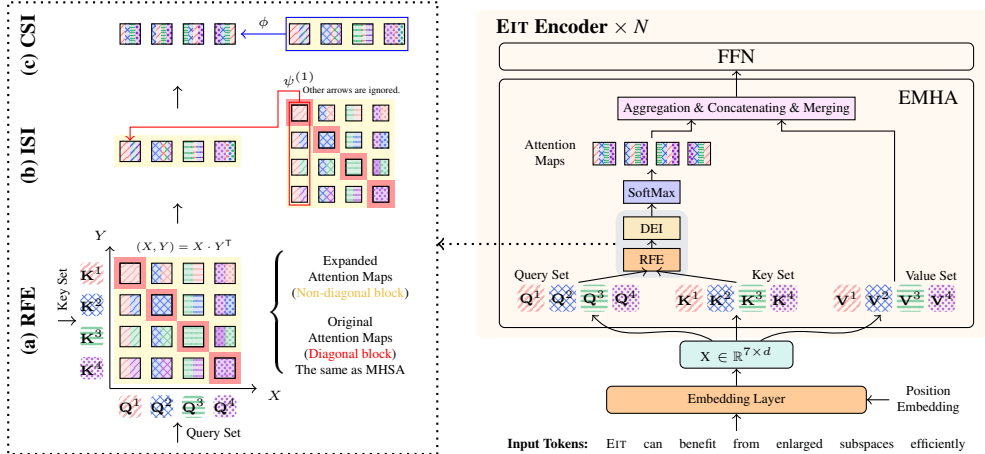 (c) CSI
ϕ
ψ⁽¹⁾
Other arrows are ignored.
(b) ISI
(a) RFE
Y
(X, Y) = X · Y^T
Key Set
K¹
K²
K³
K⁴
X
Q¹ Q² Q³ Q⁴
Query Set
Expanded
Attention Maps
(Non-diagonal block)
Original
Attention Maps
(Diagonal block)
The same as MHSA
EIT Encoder × N
FFN
EMHA
Aggregation & Concatenating & Merging
Attention
Maps
SoftMax
DEI
RFE
Query Set
Q¹ Q² Q³ Q⁴
Key Set
K¹ K² K³ K⁴
Value Set
V¹ V² V³ V⁴
X ∈ ℝ^{7×d}
Embedding Layer
Position
Embedding
Input Tokens: EIT can benefit from enlarged subspaces efficiently